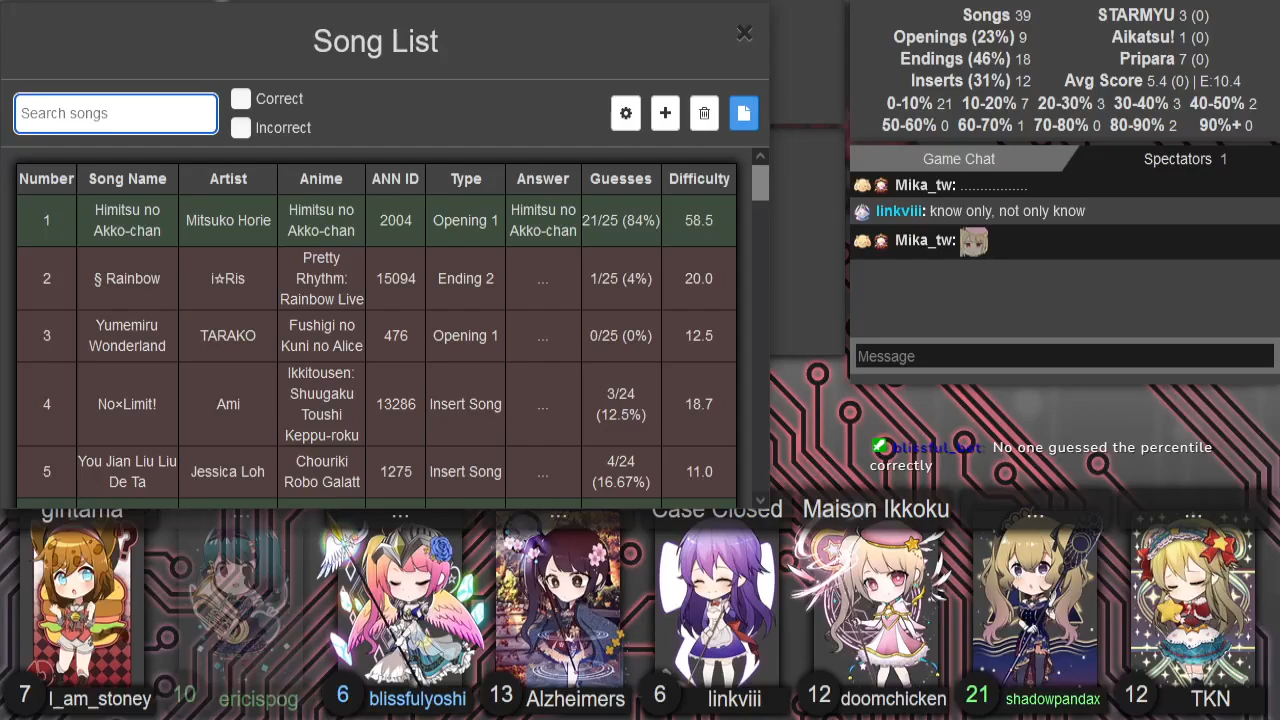 Song List
Search songs
Correct
Incorrect
Number Song Name Artist Anime ANN ID Type Answer Guesses Difficulty
1 Himitsu no Akko-chan Mitsuko Horie Himitsu no Akko-chan 2004 Opening 1 Himitsu no Akko-chan 21/25 (84%) 58.5
2 § Rainbow i☆Ris Pretty Rhythm: Rainbow Live 15094 Ending 2 ... 1/25 (4%) 20.0
3 Yumemiru Wonderland TARAKO Fushigi no Kuni no Alice 476 Opening 1 ... 0/25 (0%) 12.5
4 No×Limit! Ami Ikkitousen: Shuugaku Toushi Keppu-roku 13286 Insert Song ... 3/24 (12.5%) 18.7
5 You Jian Liu Liu De Ta Jessica Loh Chouriki Robo Galatt 1275 Insert Song ... 4/24 (16.67%) 11.0
Songs 39 STARMYU 3 (0)
Openings (23%) 9 Aikatsu! 1 (0)
Endings (46%) 18 Pripara 7 (0)
Inserts (31%) 12 Avg Score 5.4 (0) | E:10.4
0-10% 21 10-20% 7 20-30% 3 30-40% 3 40-50% 2
50-60% 0 60-70% 1 70-80% 0 80-90% 2 90%+ 0
Game Chat Spectators 1
Mika_tw: .................
linkviii: know only, not only know
Mika_tw:
Message
blissful_bot: No one guessed the percentile
correctly
gintama ... ... ... Case Closed Maison Ikkoku ... ...
7 I_am_stoney 10 ericispog 6 blissfulyoshi 13 Alzheimers 6 linkviii 12 doomchicken 21 shadowpandax 12 TKN